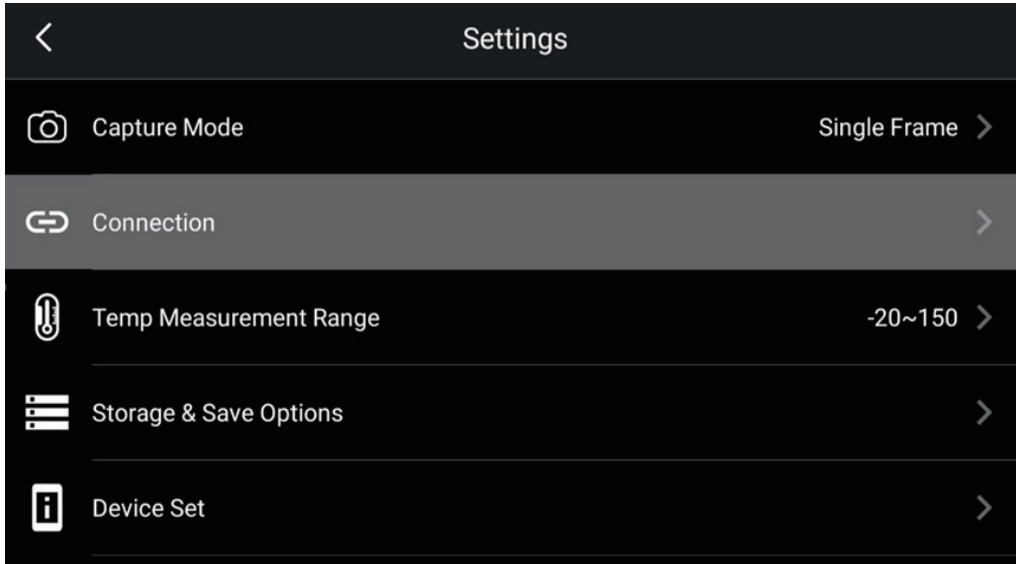 Settings
Capture Mode Single Frame
Connection
Temp Measurement Range -20~150
Storage & Save Options
Device Set